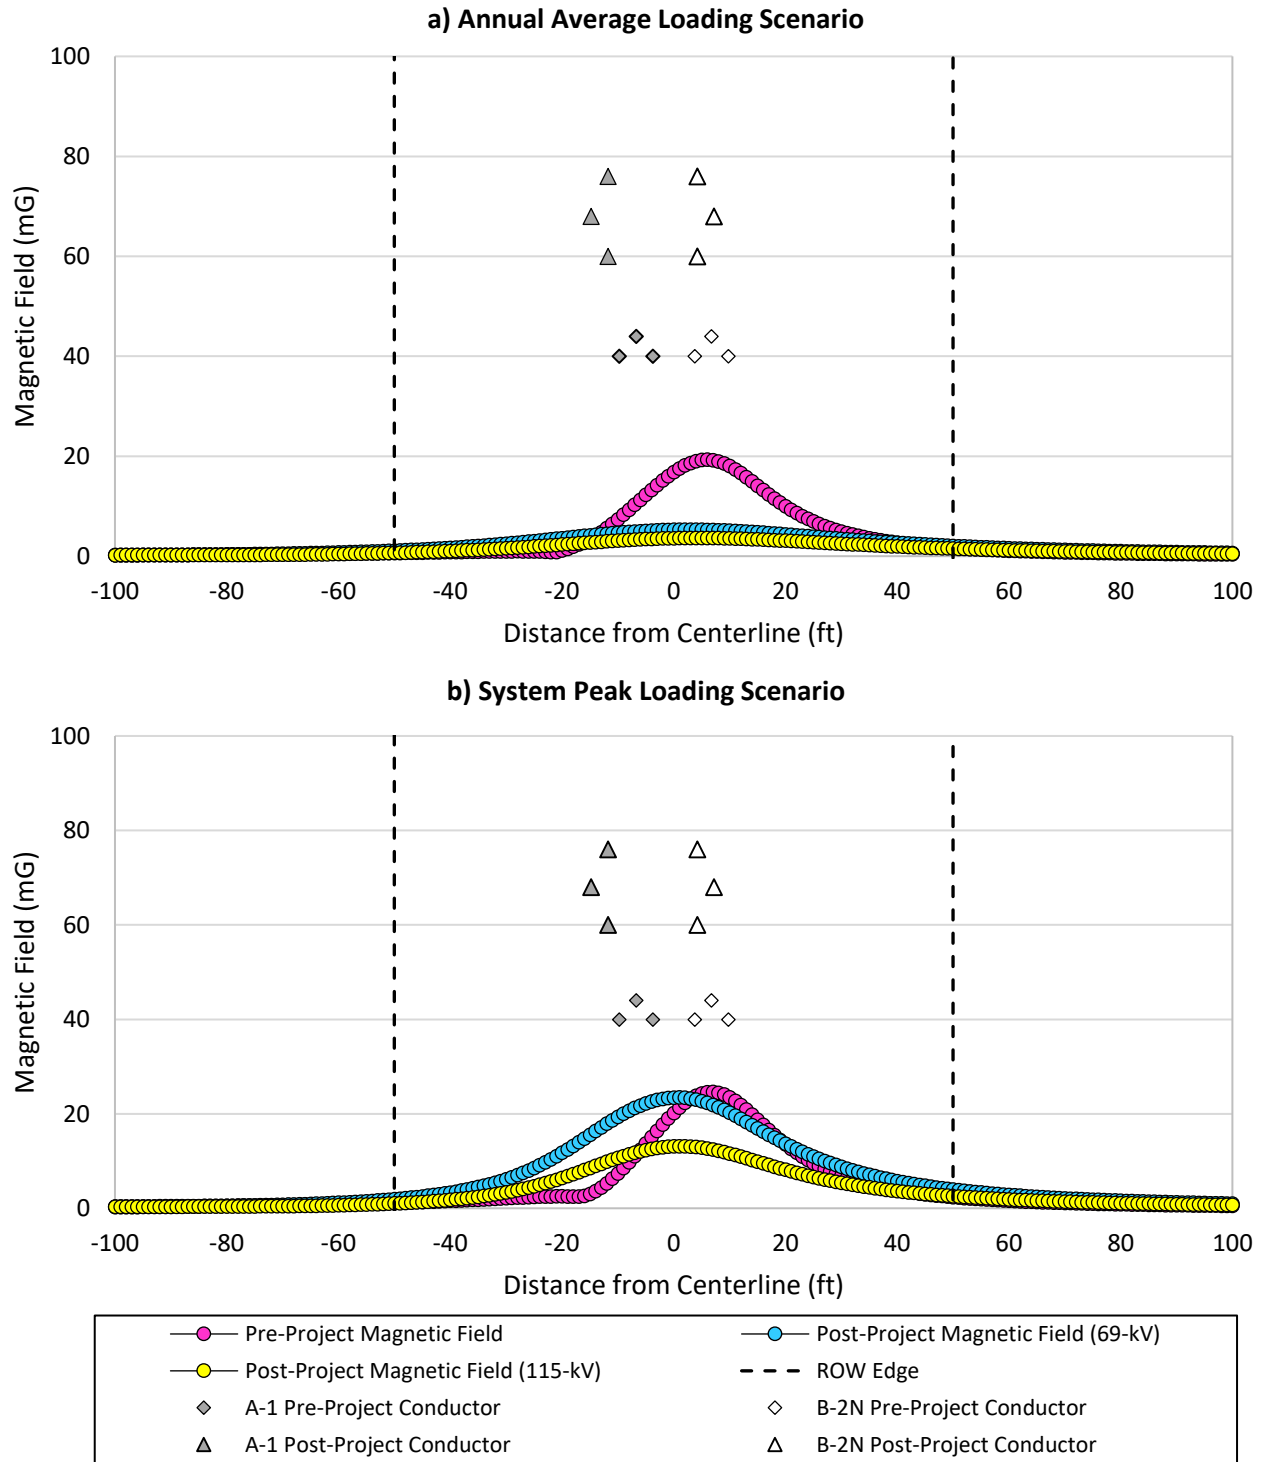 a) Annual Average Loading Scenario
100
80
60
40
20
0
Magnetic Field (mG)
-100 -80 -60 -40 -20 0 20 40 60 80 100
Distance from Centerline (ft)
b) System Peak Loading Scenario
100
80
60
40
20
0
Magnetic Field (mG)
-100 -80 -60 -40 -20 0 20 40 60 80 100
Distance from Centerline (ft)
Pre-Project Magnetic Field
Post-Project Magnetic Field (69-kV)
Post-Project Magnetic Field (115-kV)
ROW Edge
A-1 Pre-Project Conductor
B-2N Pre-Project Conductor
A-1 Post-Project Conductor
B-2N Post-Project Conductor